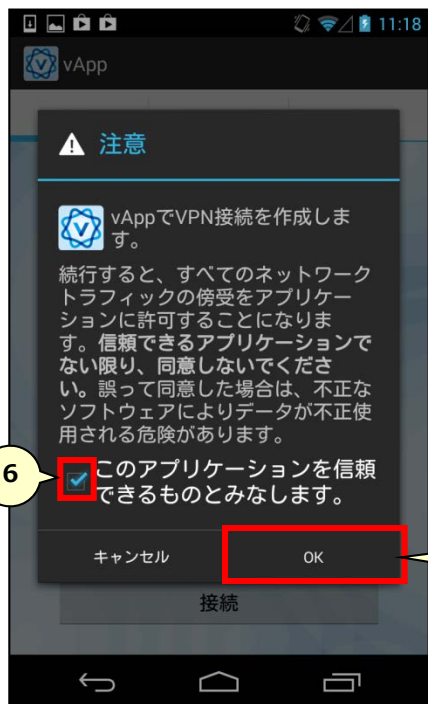 11:18
vApp
注意
vAppでVPN接続を作成しま
す。
続行すると、すべてのネットワーク
トラフィックの傍受をアプリケー
ションに許可することになりま
す。信頼できるアプリケーションで
ない限り、同意しないでくださ
い。誤って同意した場合は、不正な
ソフトウェアによりデータが不正使
用される危険があります。
6
このアプリケーションを信頼
できるものとみなします。
キャンセル
OK
接続